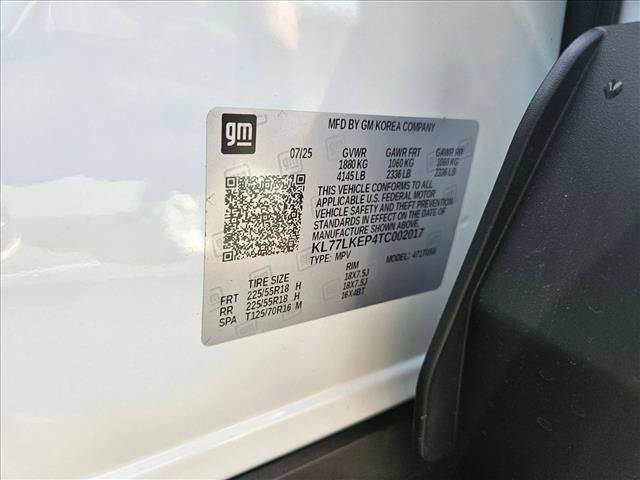 gm
MFD BY GM KOREA COMPANY
07/25 GVWR GAWR FRT GAWR RR
1880 KG 1060 KG 1060 KG
4145 LB 2336 LB 2336 LB
THIS VEHICLE CONFORMS TO ALL
APPLICABLE U.S. FEDERAL MOTOR
VEHICLE SAFETY AND THEFT PREVENTION
STANDARDS IN EFFECT ON THE DATE OF
MANUFACTURE SHOWN ABOVE.
KL77LKEP4TC002017
TYPE: MPV MODEL:
TIRE SIZE RIM
FRT 225/55R18 H 18X7.5J
RR 225/55R18 H 18X7.5J
SPA T125/70R16 M 16X4BT